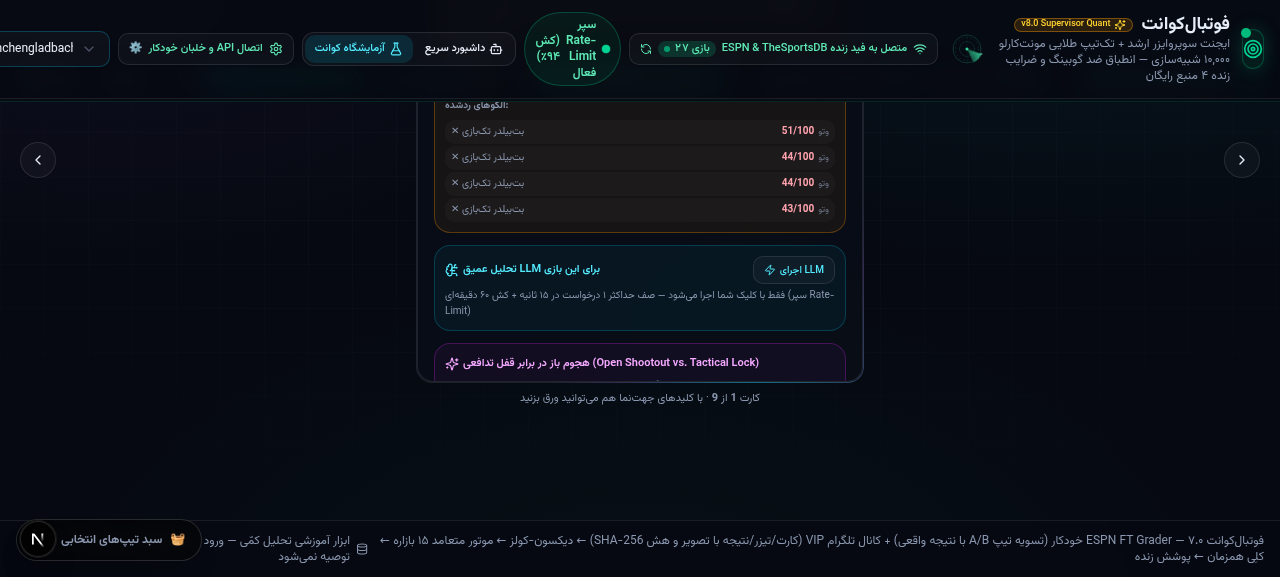 فوتبال‌کوانت
v8.0 Supervisor Quant
ایجنت سوپروایزر ارشد + تک‌تیپ طلایی مونت‌کارلو
۱۰,۰۰۰ شبیه‌سازی — انطباق ضد گوبینگ و ضرایب
زنده ۴ منبع رایگان
متصل به فید زنده ESPN & TheSportsDB
۲۷ بازی
سپر
Rate-Limit
فعال
(کش
۹۴٪)
داشبورد سریع
آزمایشگاه کوانت
اتصال API و خلبان خودکار ⚙️
nchengladbach
الگوهای ردشده:
✕ بت‌بیلدر تک‌بازی
وتو 51/100
✕ بت‌بیلدر تک‌بازی
وتو 44/100
✕ بت‌بیلدر تک‌بازی
وتو 44/100
✕ بت‌بیلدر تک‌بازی
وتو 43/100
تحلیل عمیق LLM برای این بازی
اجرای LLM
فقط با کلیک شما اجرا می‌شود — صف حداکثر ۱ درخواست در ۱۵ ثانیه + کش ۶۰ دقیقه‌ای (سپر Rate-
Limit)
هجوم باز در برابر قفل تدافعی (Open Shootout vs. Tactical Lock)
کارت 1 از 9 · با کلیدهای جهت‌نما هم می‌توانید ورق بزنید
فوتبال‌کوانت ۷.۰ — ESPN FT Grader خودکار (تسویه تیپ A/B با نتیجه واقعی) + کانال تلگرام VIP (کارت/تیزر/نتیجه با تصویر و هش SHA-256) ← دیکسون-کولز ← موتور متعامد ۱۵ بازاره ←
کلِی همزمان ← پوشش زنده
ابزار آموزشی تحلیل کمّی — ورود
توصیه نمی‌شود
🧺 سبد تیپ‌های انتخابی
N